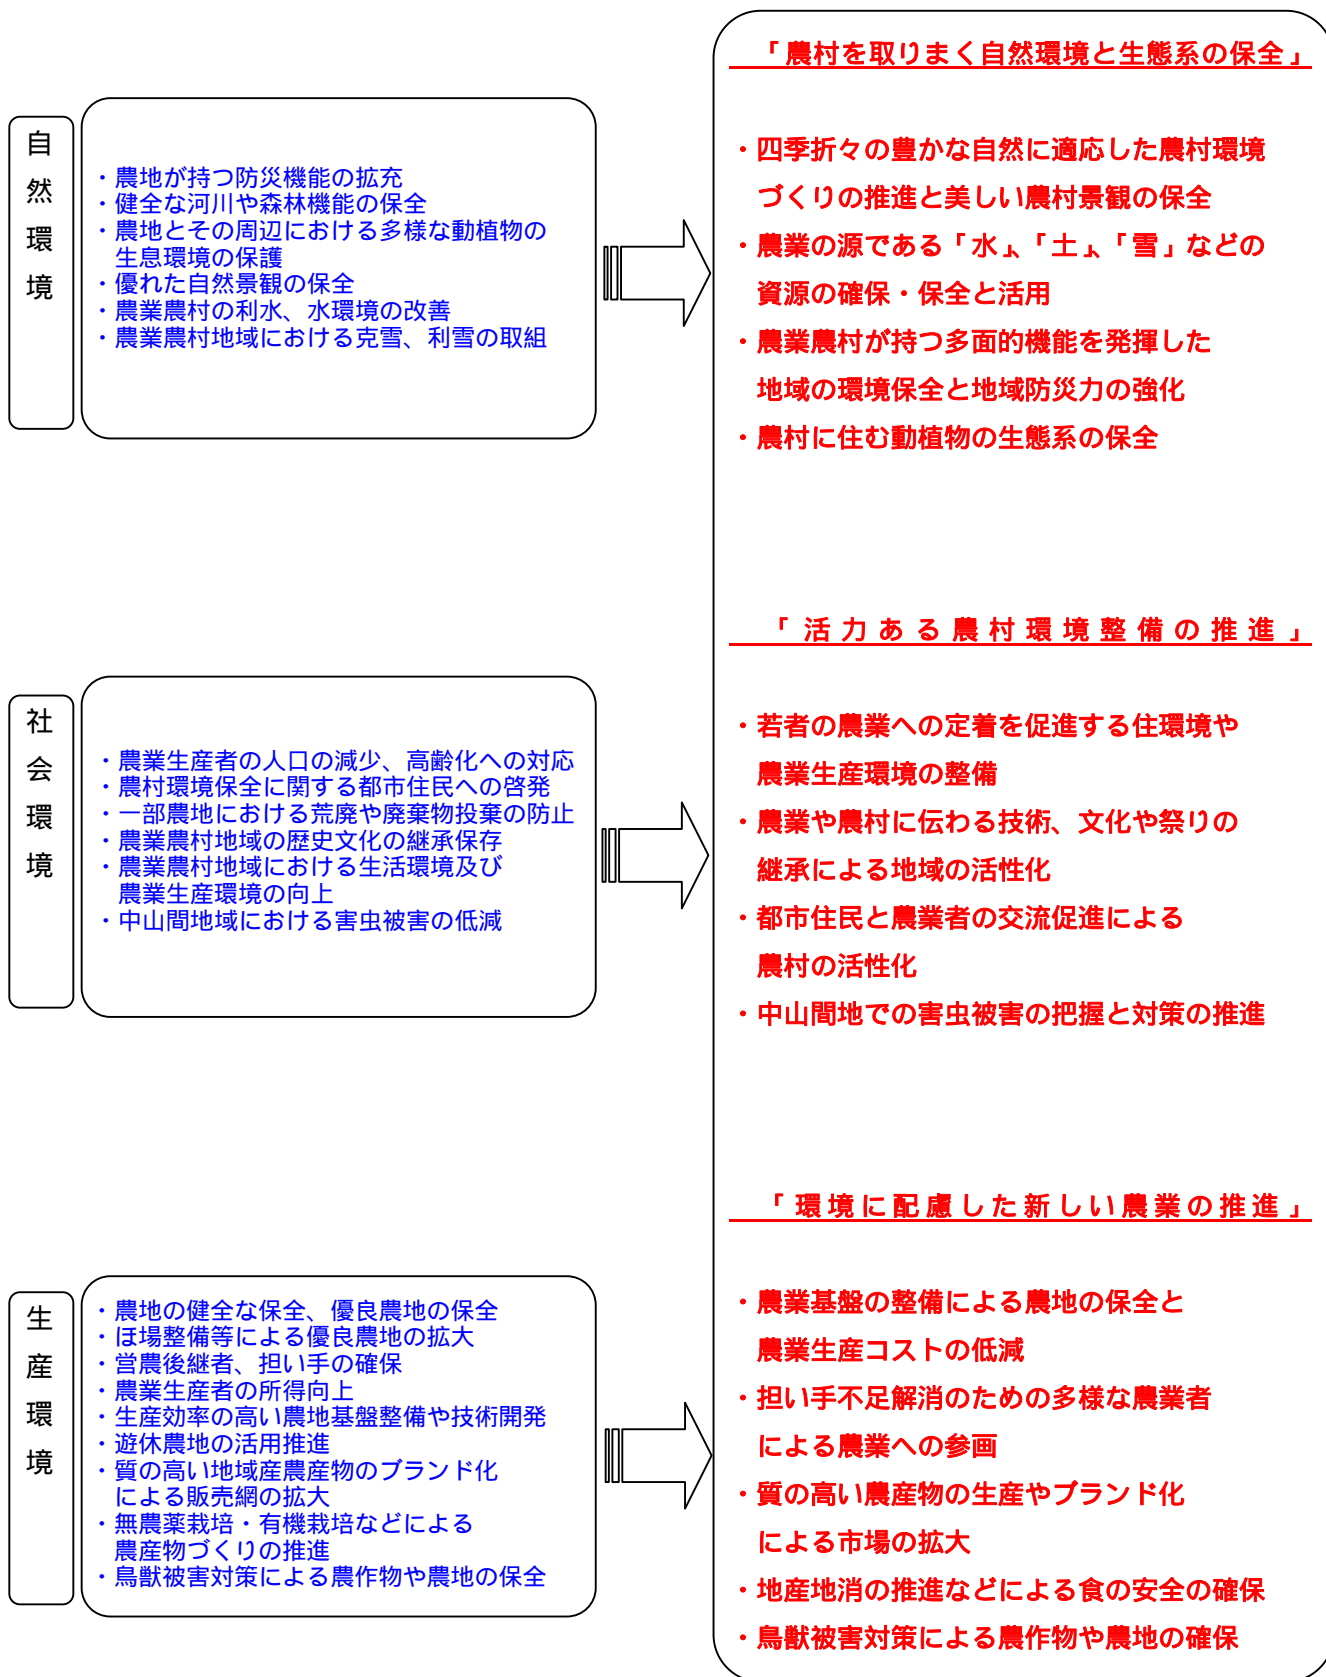 自然環境
・農地が持つ防災機能の拡充
・健全な河川や森林機能の保全
・農地とその周辺における多様な動植物の
生息環境の保護
・優れた自然景観の保全
・農業農村の利水、水環境の改善
・農業農村地域における克雪、利雪の取組
「農村を取りまく自然環境と生態系の保全」
・四季折々の豊かな自然に適応した農村環境
づくりの推進と美しい農村景観の保全
・農業の源である「水」、「土」、「雪」などの
資源の確保・保全と活用
・農業農村が持つ多面的機能を発揮した
地域の環境保全と地域防災力の強化
・農村に住む動植物の生態系の保全
社会環境
・農業生産者の人口の減少、高齢化への対応
・農村環境保全に関する都市住民への啓発
・一部農地における荒廃や廃棄物投棄の防止
・農業農村地域の歴史文化の継承保存
・農業農村地域における生活環境及び
農業生産環境の向上
・中山間地域における害虫被害の低減
「活力ある農村環境整備の推進」
・若者の農業への定着を促進する住環境や
農業生産環境の整備
・農業や農村に伝わる技術、文化や祭りの
継承による地域の活性化
・都市住民と農業者の交流促進による
農村の活性化
・中山間地での害虫被害の把握と対策の推進
生産環境
・農地の健全な保全、優良農地の保全
・ほ場整備等による優良農地の拡大
・営農後継者、担い手の確保
・農業生産者の所得向上
・生産効率の高い農地基盤整備や技術開発
・遊休農地の活用推進
・質の高い地域産農産物のブランド化
による販売網の拡大
・無農薬栽培・有機栽培などによる
農産物づくりの推進
・鳥獣被害対策による農作物や農地の保全
「環境に配慮した新しい農業の推進」
・農業基盤の整備による農地の保全と
農業生産コストの低減
・担い手不足解消のための多様な農業者
による農業への参画
・質の高い農産物の生産やブランド化
による市場の拡大
・地産地消の推進などによる食の安全の確保
・鳥獣被害対策による農作物や農地の確保